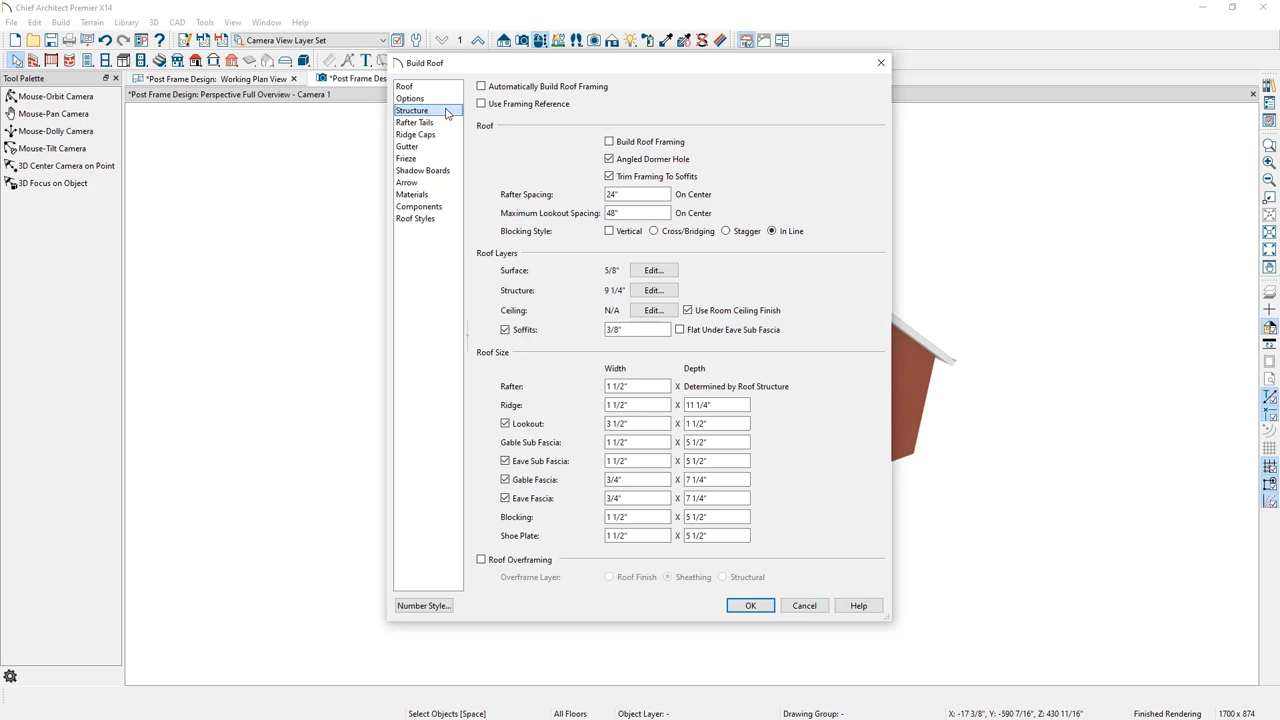 Chief Architect Premier X14
File Edit Build Terrain Library 3D CAD Tools Views Window Help
1 Camera View Layer Set
Tool Palette
*Post Frame Design: Working Plan View
*Post Frame Des
*Post Frame Design: Perspective Full Overview - Camera 1
Mouse-Orbit Camera
Mouse-Pan Camera
Mouse-Dolly Camera
Mouse-Tilt Camera
3D Center Camera on Point
3D Focus on Object
Build Roof
Roof
Options
Structure
Rafter Tails
Ridge Caps
Gutter
Frieze
Shadow Boards
Arrow
Materials
Components
Roof Styles
Automatically Build Roof Framing
Use Framing Reference
Roof
Build Roof Framing
Angled Dormer Hole
Trim Framing To Soffits
Rafter Spacing: 24" On Center
Maximum Lookout Spacing: 48" On Center
Blocking Style: Vertical Cross/Bridging Stagger In Line
Roof Layers
Surface: 5/8" Edit...
Structure: 9 1/4" Edit...
Ceiling: N/A Edit... Use Room Ceiling Finish
Soffits: 3/8" Flat Under Eave Sub Fascia
Roof Size
Width Depth
Rafter: 1 1/2" X Determined by Roof Structure
Ridge: 1 1/2" X 11 1/4"
Lookout: 3 1/2" X 1 1/2"
Gable Sub Fascia: 1 1/2" X 5 1/2"
Eave Sub Fascia: 1 1/2" X 5 1/2"
Gable Fascia: 3/4" X 7 1/4"
Eave Fascia: 3/4" X 7 1/4"
Blocking: 1 1/2" X 5 1/2"
Shoe Plate: 1 1/2" X 5 1/2"
Roof Overframing
Overframe Layer: Roof Finish Sheathing Structural
Number Style... OK Cancel Help
Select Objects [Space] All Floors Object Layer: - Drawing Group: - X: -17 3/8", Y: -590 7/16", Z: 430 11/16" Finished Rendering 1700 x 874